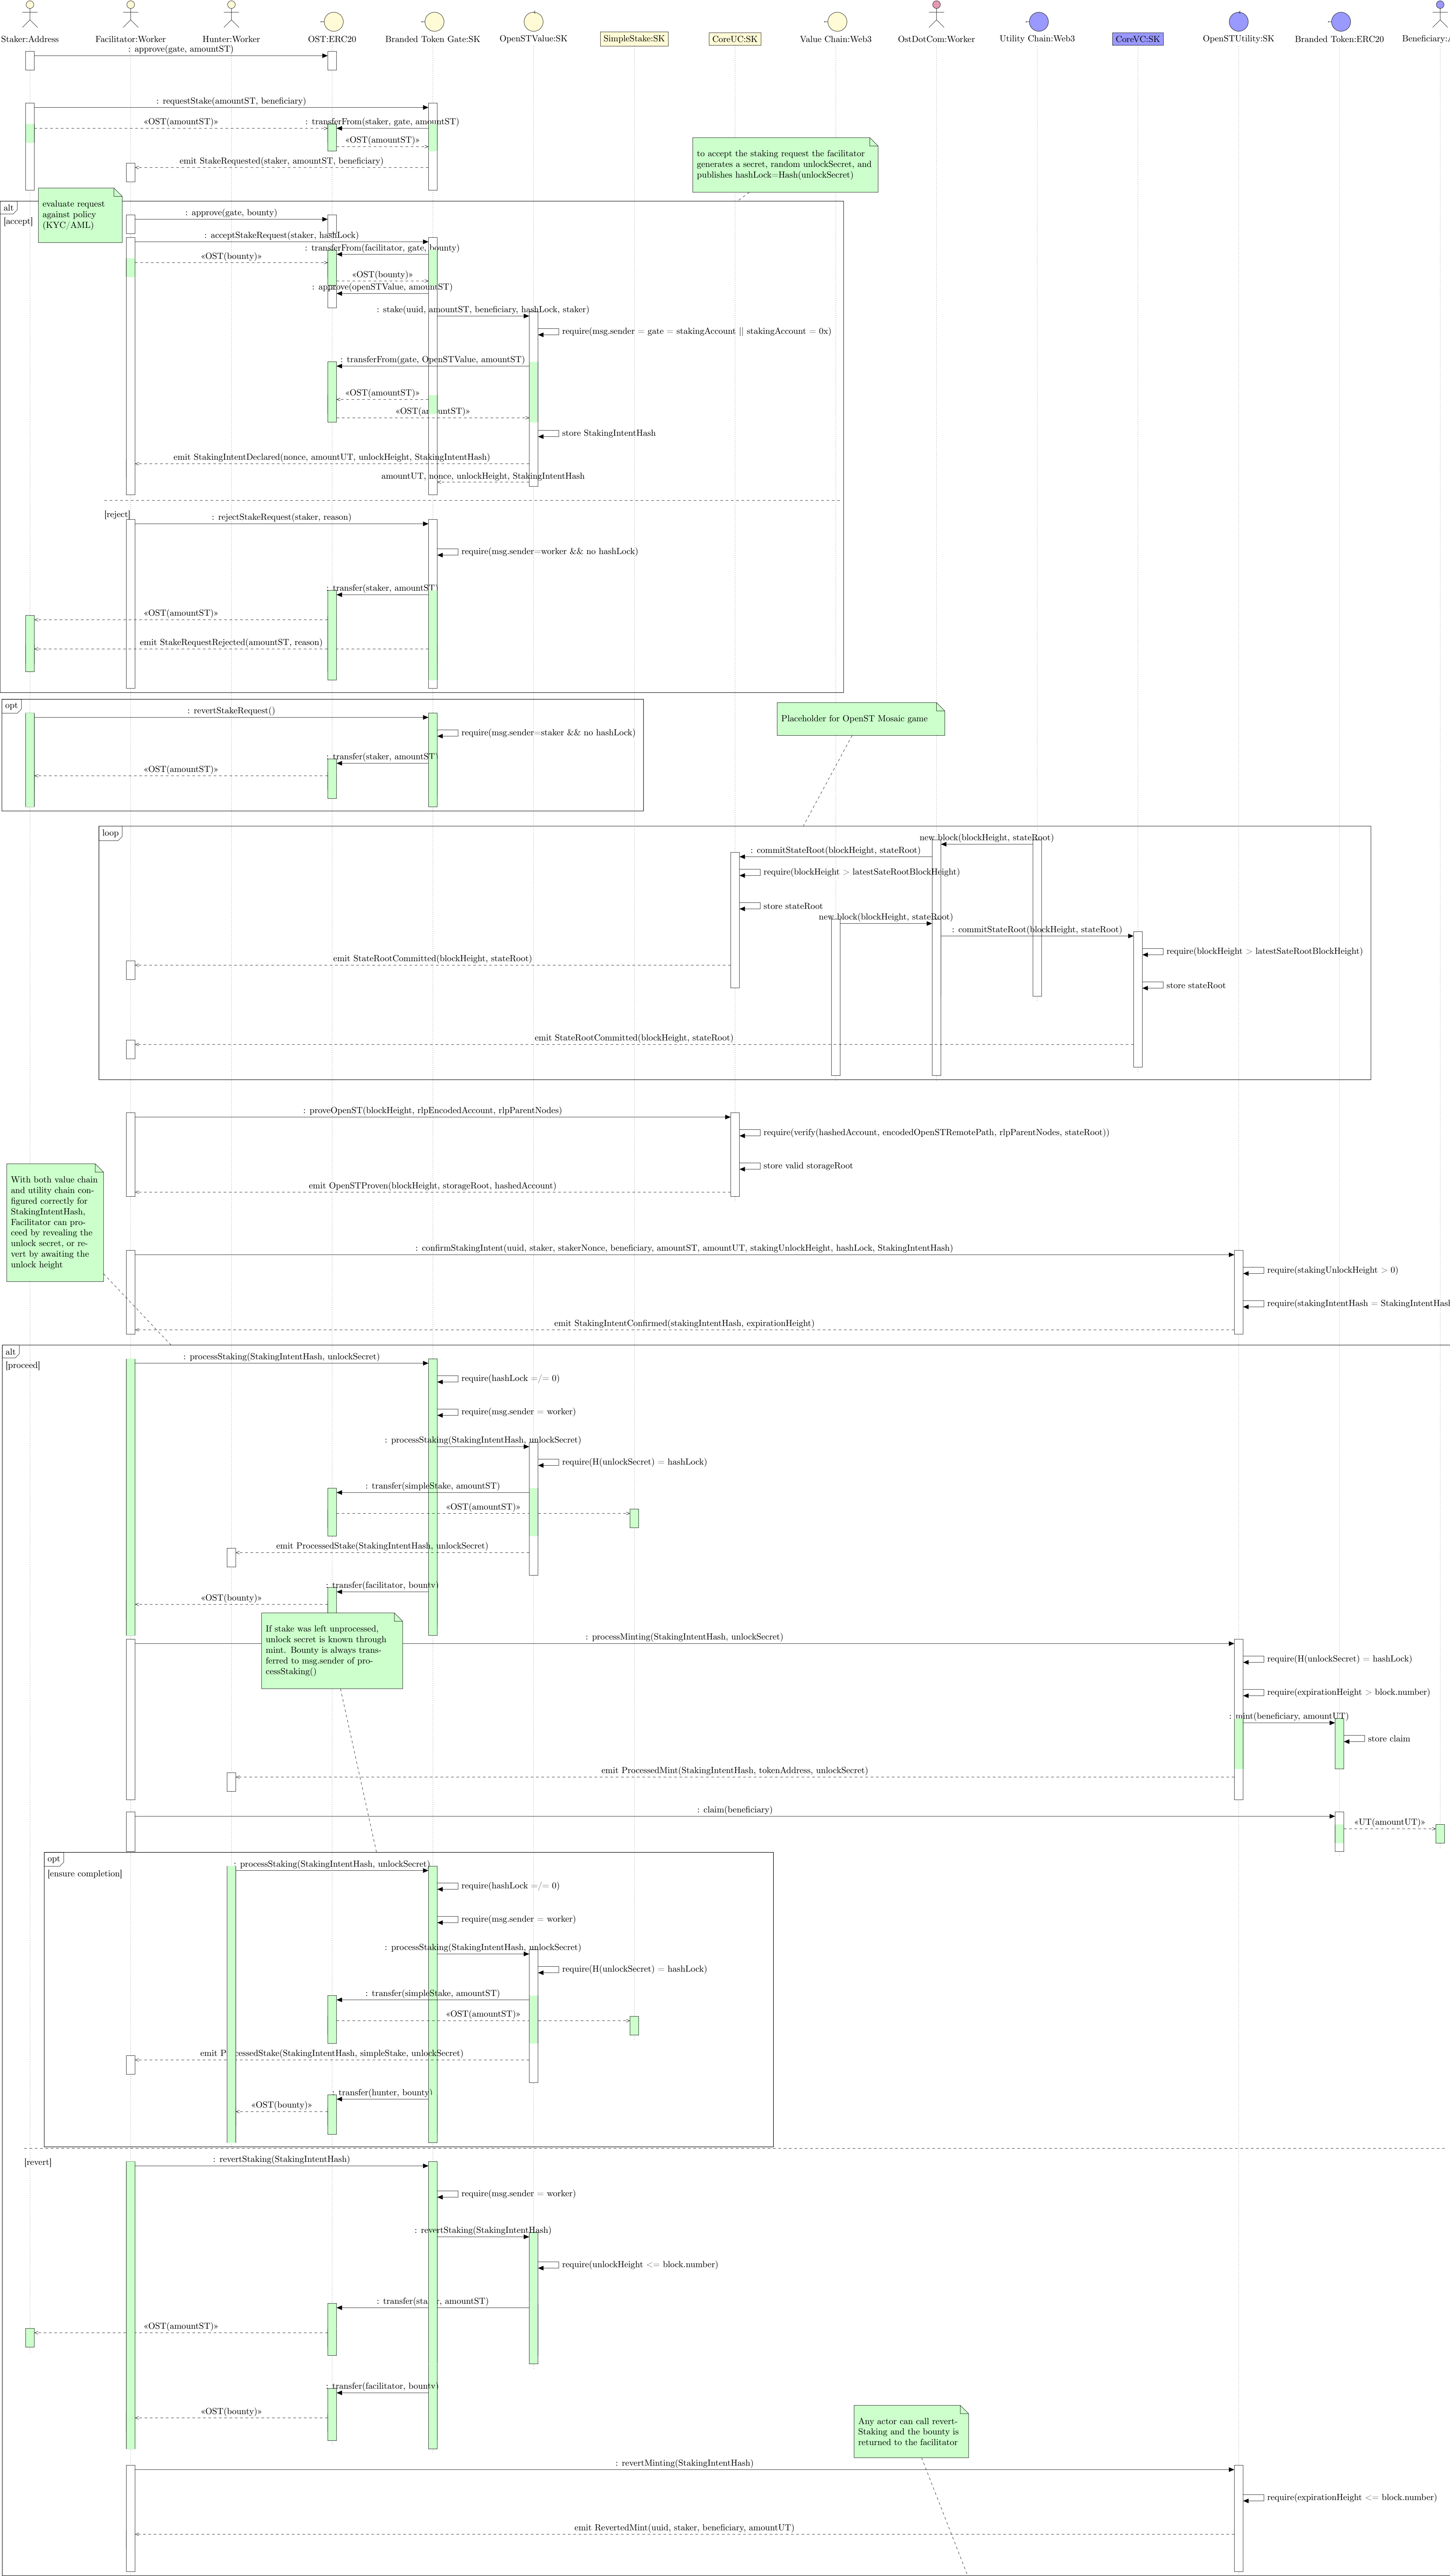 Staker:Address
Facilitator:Worker
Hunter:Worker
OST:ERC20
Branded Token Gate:SK
OpenSTValue:SK
SimpleStake:SK
CoreUC:SK
Value Chain:Web3
OstDotCom:Worker
Utility Chain:Web3
CoreVC:SK
OpenSTUtility:SK
Branded Token:ERC20
: approve(gate, amountST)
: requestStake(amountST, beneficiary)
«OST(amountST)»
: transferFrom(staker, gate, amountST)
«OST(amountST)»
emit StakeRequested(staker, amountST, beneficiary)
to accept the staking request the facilitator
generates a secret, random unlockSecret, and
publishes hashLock=Hash(unlockSecret)
alt
[accept]
evaluate request
against policy
(KYC/AML)
: approve(gate, bounty)
: acceptStakeRequest(staker, hashLock)
: transferFrom(facilitator, gate, bounty)
«OST(bounty)»
«OST(bounty)»
: approve(openSTValue, amountST)
: stake(uuid, amountST, beneficiary, hashLock, staker)
require(msg.sender = gate = stakingAccount || stakingAccount = 0x)
: transferFrom(gate, OpenSTValue, amountST)
«OST(amountST)»
«OST(amountST)»
store StakingIntentHash
emit StakingIntentDeclared(nonce, amountUT, unlockHeight, StakingIntentHash)
amountUT, nonce, unlockHeight, StakingIntentHash
[reject]
: rejectStakeRequest(staker, reason)
require(msg.sender=worker && no hashLock)
: transfer(staker, amountST)
«OST(amountST)»
emit StakeRequestRejected(amountST, reason)
opt
: revertStakeRequest()
require(msg.sender=staker && no hashLock)
: transfer(staker, amountST)
«OST(amountST)»
Placeholder for OpenST Mosaic game
loop
new block(blockHeight, stateRoot)
: commitStateRoot(blockHeight, stateRoot)
require(blockHeight > latestSateRootBlockHeight)
store stateRoot
new block(blockHeight, stateRoot)
: commitStateRoot(blockHeight, stateRoot)
require(blockHeight > latestSateRootBlockHeight)
emit StateRootCommitted(blockHeight, stateRoot)
store stateRoot
emit StateRootCommitted(blockHeight, stateRoot)
: proveOpenST(blockHeight, rlpEncodedAccount, rlpParentNodes)
require(verify(hashedAccount, encodedOpenSTRemotePath, rlpParentNodes, stateRoot))
store valid storageRoot
emit OpenSTProven(blockHeight, storageRoot, hashedAccount)
With both value chain
and utility chain con-
figured correctly for
StakingIntentHash,
Facilitator can pro-
ceed by revealing the
unlock secret, or re-
vert by awaiting the
unlock height
: confirmStakingIntent(uuid, staker, stakerNonce, beneficiary, amountST, amountUT, stakingUnlockHeight, hashLock, StakingIntentHash)
require(stakingUnlockHeight > 0)
require(stakingIntentHash = StakingIntentHash
emit StakingIntentConfirmed(stakingIntentHash, expirationHeight)
alt
[proceed]
: processStaking(StakingIntentHash, unlockSecret)
require(hashLock =/= 0)
require(msg.sender = worker)
: processStaking(StakingIntentHash, unlockSecret)
require(H(unlockSecret) = hashLock)
: transfer(simpleStake, amountST)
«OST(amountST)»
emit ProcessedStake(StakingIntentHash, unlockSecret)
: transfer(facilitator, bounty)
«OST(bounty)»
If stake was left unprocessed,
unlock secret is known through
mint. Bounty is always trans-
ferred to msg.sender of pro-
cessStaking()
: processMinting(StakingIntentHash, unlockSecret)
require(H(unlockSecret) = hashLock)
require(expirationHeight > block.number)
: mint(beneficiary, amountUT)
store claim
emit ProcessedMint(StakingIntentHash, tokenAddress, unlockSecret)
: claim(beneficiary)
«UT(amountUT)»
opt
[ensure completion]
: processStaking(StakingIntentHash, unlockSecret)
require(hashLock =/= 0)
require(msg.sender = worker)
: processStaking(StakingIntentHash, unlockSecret)
require(H(unlockSecret) = hashLock)
: transfer(simpleStake, amountST)
«OST(amountST)»
emit ProcessedStake(StakingIntentHash, simpleStake, unlockSecret)
: transfer(hunter, bounty)
«OST(bounty)»
[revert]
: revertStaking(StakingIntentHash)
require(msg.sender = worker)
: revertStaking(StakingIntentHash)
require(unlockHeight <= block.number)
: transfer(staker, amountST)
«OST(amountST)»
: transfer(facilitator, bounty)
«OST(bounty)»
Any actor can call revert-
Staking and the bounty is
returned to the facilitator
: revertMinting(StakingIntentHash)
require(expirationHeight <= block.number)
emit RevertedMint(uuid, staker, beneficiary, amountUT)